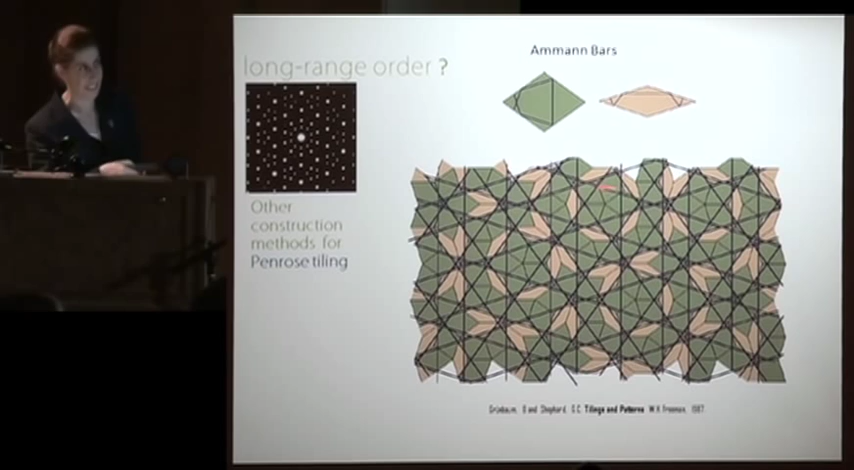 long-range order ?
Ammann Bars
Other
construction
methods for
Penrose tiling
Grünbaum, B and Shephard, G.C. Tilings and Patterns. W.H. Freeman, 1987.